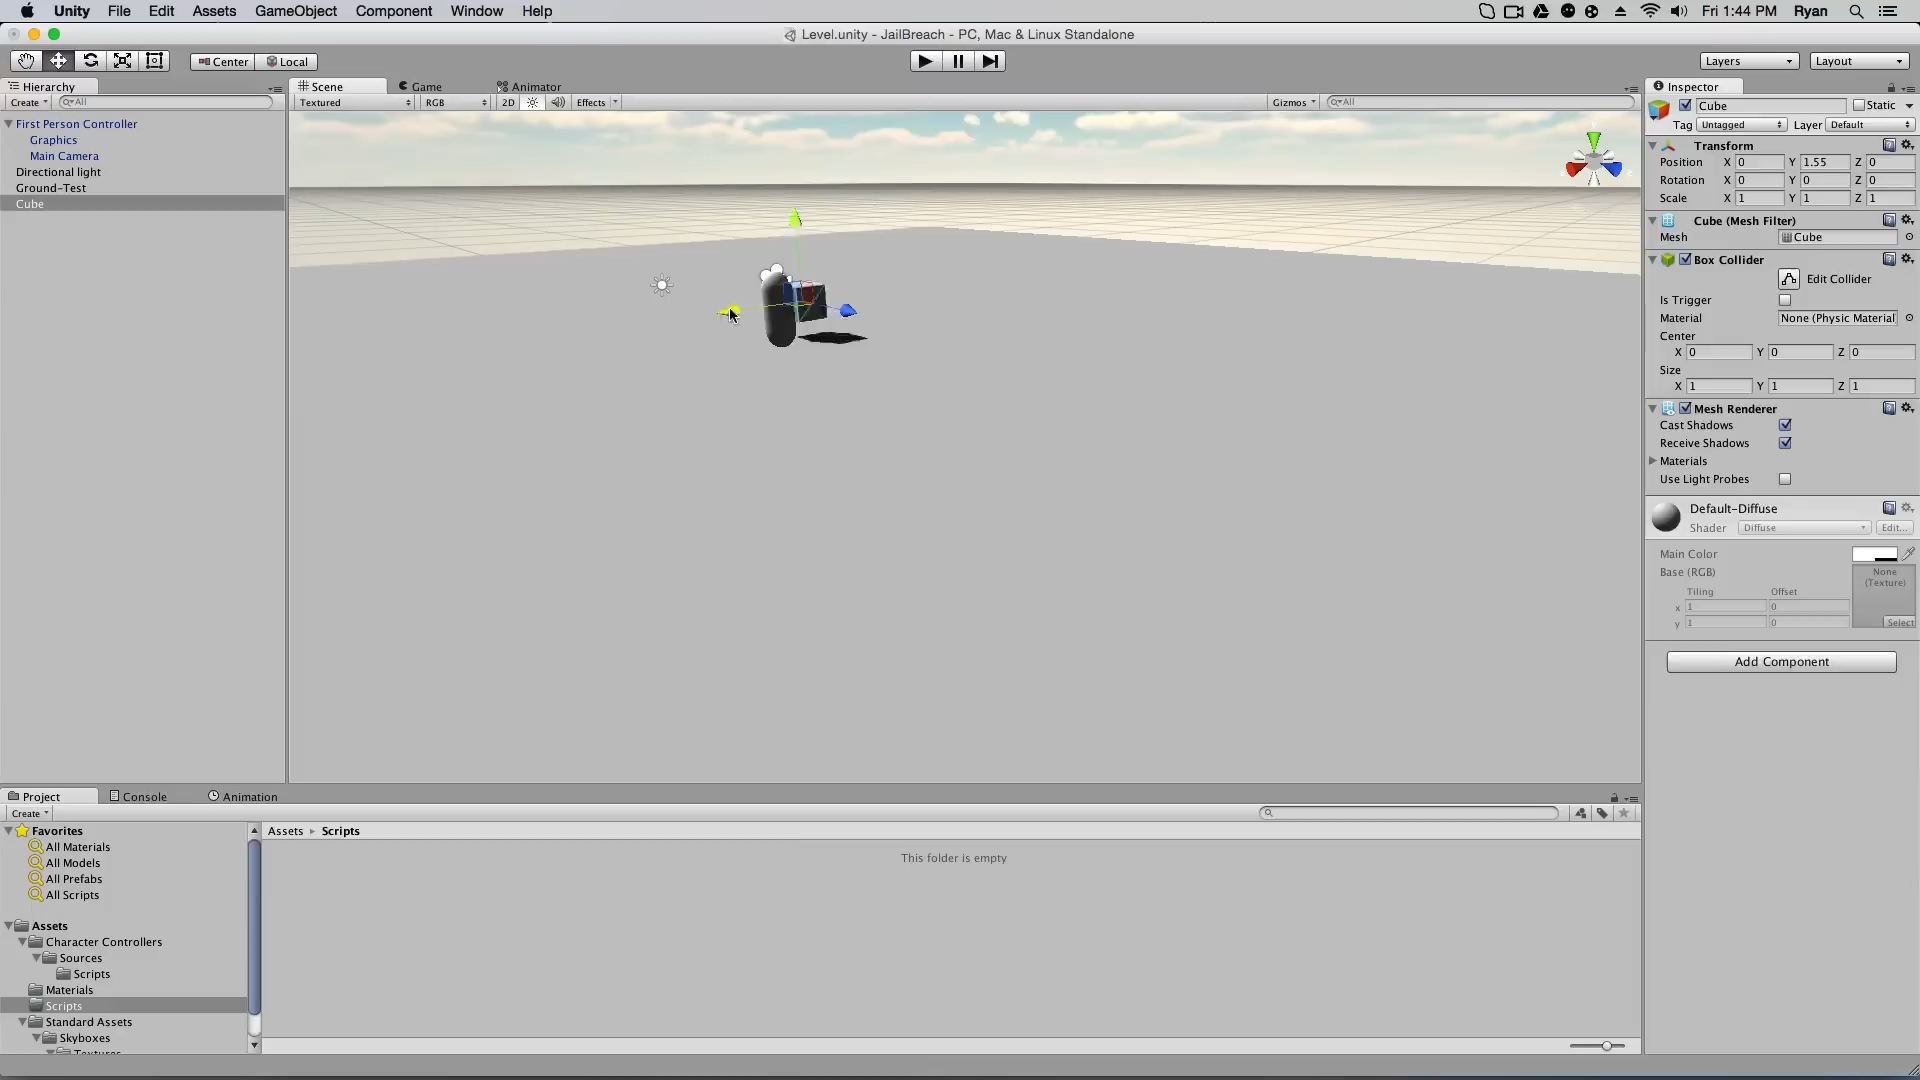 Unity File Edit Assets GameObject Component Window Help Fri 1:44 PM Ryan
Level.unity - JailBreach - PC, Mac & Linux Standalone
Center Local Layers Layout
Hierarchy
Create All
First Person Controller
Graphics
Main Camera
Directional light
Ground-Test
Cube
Scene Game Animator
Textured RGB 2D Effects Gizmos All
Inspector
Cube Static
Tag Untagged Layer Default
Transform
Position X 0 Y 1.55 Z 0
Rotation X 0 Y 0 Z 0
Scale X 1 Y 1 Z 1
Cube (Mesh Filter)
Mesh Cube
Box Collider
Edit Collider
Is Trigger
Material None (Physic Material
Center
X 0 Y 0 Z 0
Size
X 1 Y 1 Z 1
Mesh Renderer
Cast Shadows
Receive Shadows
Materials
Use Light Probes
Default-Diffuse
Shader Diffuse Edit...
Main Color
Base (RGB) None
(Texture)
Tiling Offset
x 1 0
y 1 0
Select
Add Component
Project Console Animation
Create
Favorites
All Materials
All Models
All Prefabs
All Scripts
Assets
Character Controllers
Sources
Scripts
Materials
Scripts
Standard Assets
Skyboxes
Textures
Assets Scripts
This folder is empty